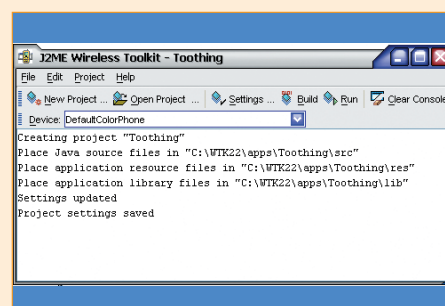 J2ME Wireless Toolkit - Toothing
File Edit Project Help
New Project ... Open Project ... Settings ... Build Run Clear Console
Device: DefaultColorPhone
Creating project "Toothing"
Place Java source files in "C:\WTK22\apps\Toothing\src"
Place application resource files in "C:\WTK22\apps\Toothing\res"
Place application library files in "C:\WTK22\apps\Toothing\lib"
Settings updated
Project settings saved